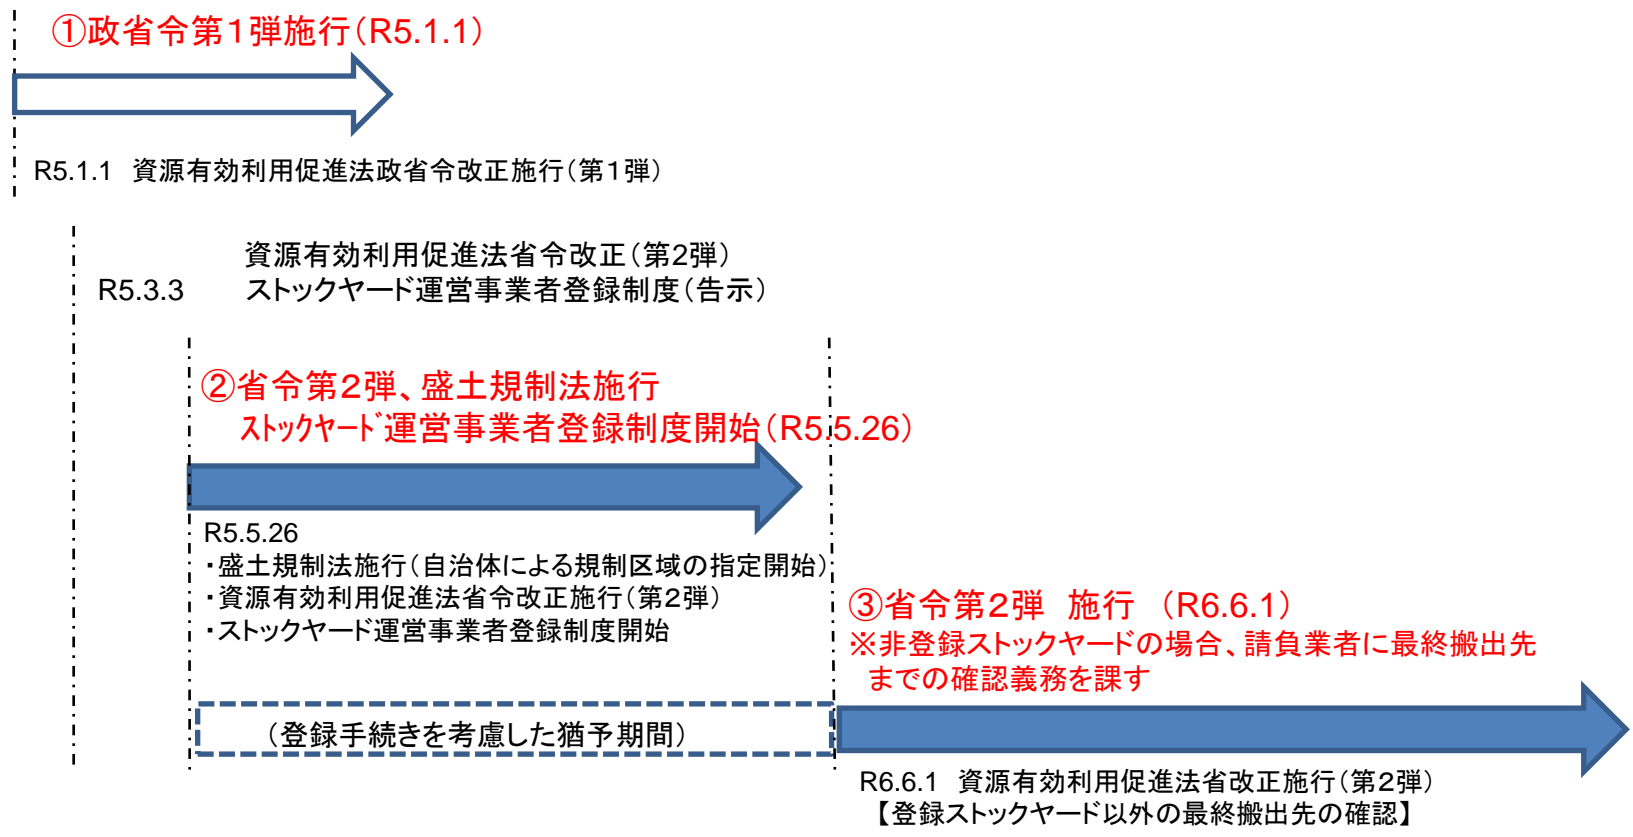 ①政省令第１弾施行（R5.1.1）
R5.1.1　資源有効利用促進法政省令改正施行（第１弾）
資源有効利用促進法省令改正（第2弾）
R5.3.3　ストックヤード運営事業者登録制度（告示）
②省令第２弾、盛土規制法施行
ｽﾄｯｸﾔｰﾄﾞ運営事業者登録制度開始（R5.5.26）
R5.5.26
・盛土規制法施行（自治体による規制区域の指定開始）
・資源有効利用促進法省令改正施行（第２弾）
・ストックヤード運営事業者登録制度開始
③省令第２弾　施行　（R6.6.1）
※非登録ストックヤードの場合、請負業者に最終搬出先
までの確認義務を課す
（登録手続きを考慮した猶予期間）
R6.6.1　資源有効利用促進法省改正施行（第２弾）
【登録ストックヤード以外の最終搬出先の確認】